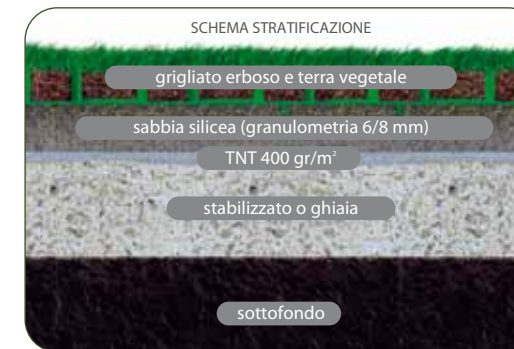 SCHEMA STRATIFICAZIONE
grigliato erboso e terra vegetale
sabbia silicea (granulometria 6/8 mm)
TNT 400 gr/m²
stabilizzato o ghiaia
sottofondo